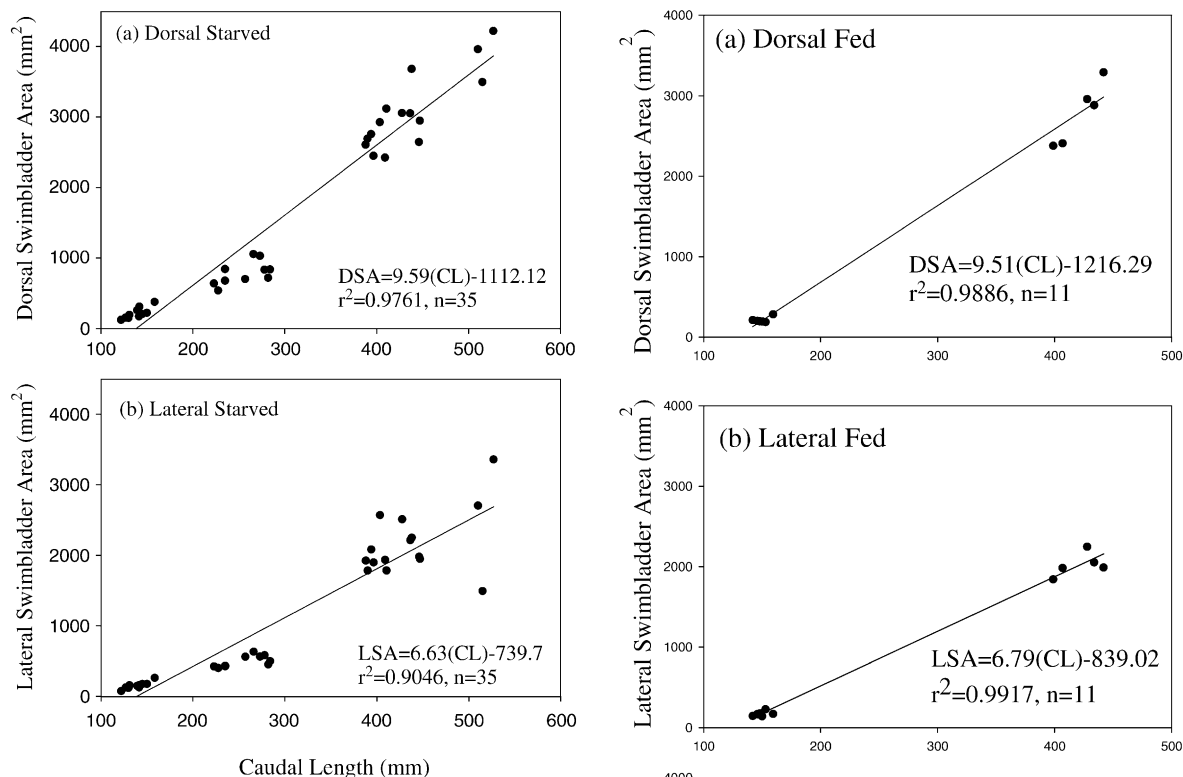 (a) Dorsal Starved
Dorsal Swimbladder Area (mm²)
4000
3000
2000
1000
0
DSA=9.59(CL)-1112.12
r²=0.9761, n=35
100 200 300 400 500 600
(b) Lateral Starved
Lateral Swimbladder Area (mm²)
4000
3000
2000
1000
0
LSA=6.63(CL)-739.7
r²=0.9046, n=35
100 200 300 400 500 600
Caudal Length (mm)
(a) Dorsal Fed
Dorsal Swimbladder Area (mm²)
4000
3000
2000
1000
0
DSA=9.51(CL)-1216.29
r²=0.9886, n=11
100 200 300 400 500
(b) Lateral Fed
Lateral Swimbladder Area (mm²)
4000
3000
2000
1000
0
LSA=6.79(CL)-839.02
r²=0.9917, n=11
100 200 300 400 500
4000